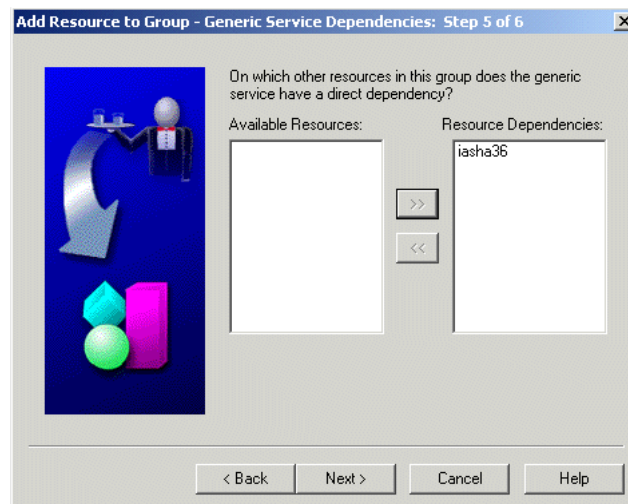 Add Resource to Group - Generic Service Dependencies: Step 5 of 6
On which other resources in this group does the generic
service have a direct dependency?
Available Resources:
Resource Dependencies:
iasha36
>>
<<
< Back
Next >
Cancel
Help